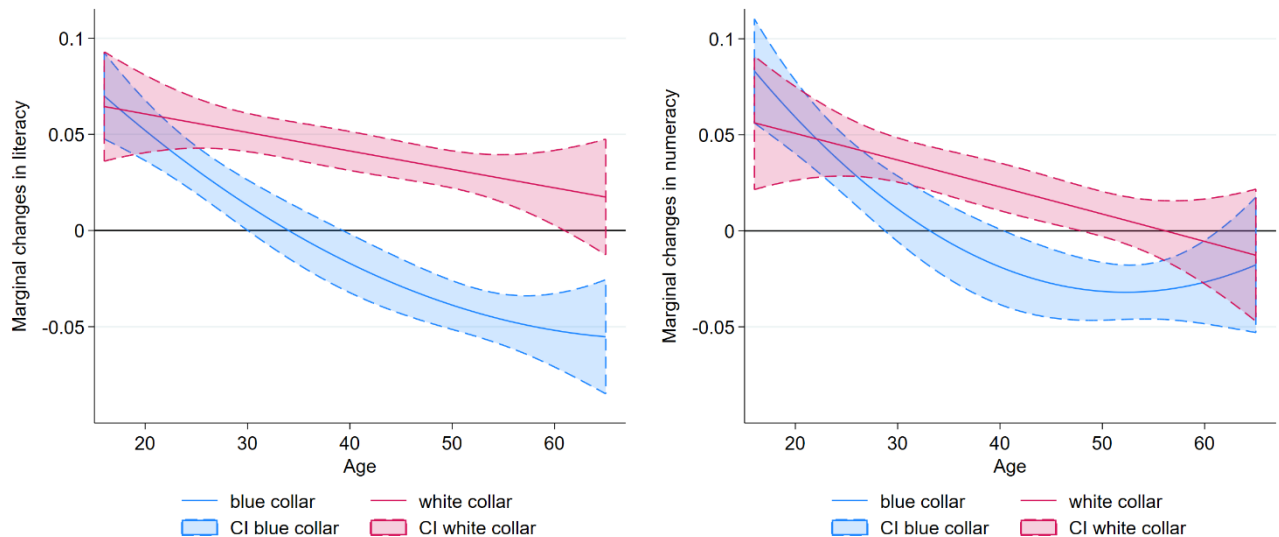 Marginal changes in literacy
0.1
0.05
0
-0.05
20 30 40 50 60
Age
blue collar white collar
CI blue collar CI white collar
Marginal changes in numeracy
0.1
0.05
0
-0.05
20 30 40 50 60
Age
blue collar white collar
CI blue collar CI white collar